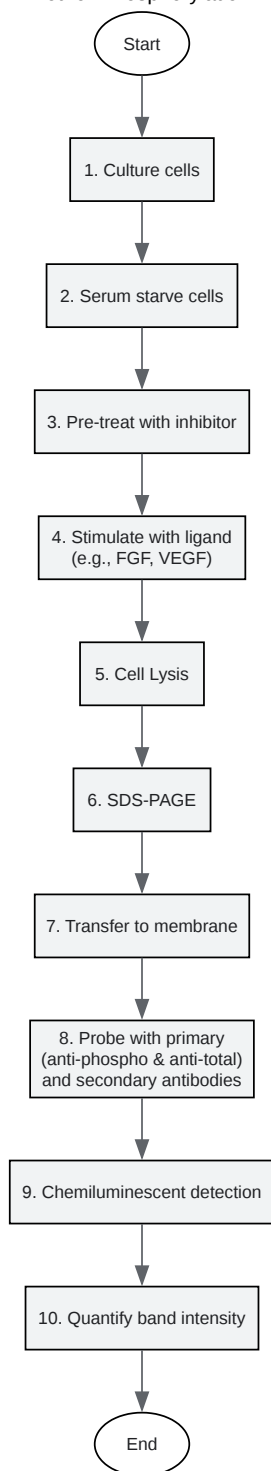 Start
1. Culture cells
2. Serum starve cells
3. Pre-treat with inhibitor
4. Stimulate with ligand
(e.g., FGF, VEGF)
5. Cell Lysis
6. SDS-PAGE
7. Transfer to membrane
8. Probe with primary
(anti-phospho & anti-total)
and secondary antibodies
9. Chemiluminescent detection
10. Quantify band intensity
End